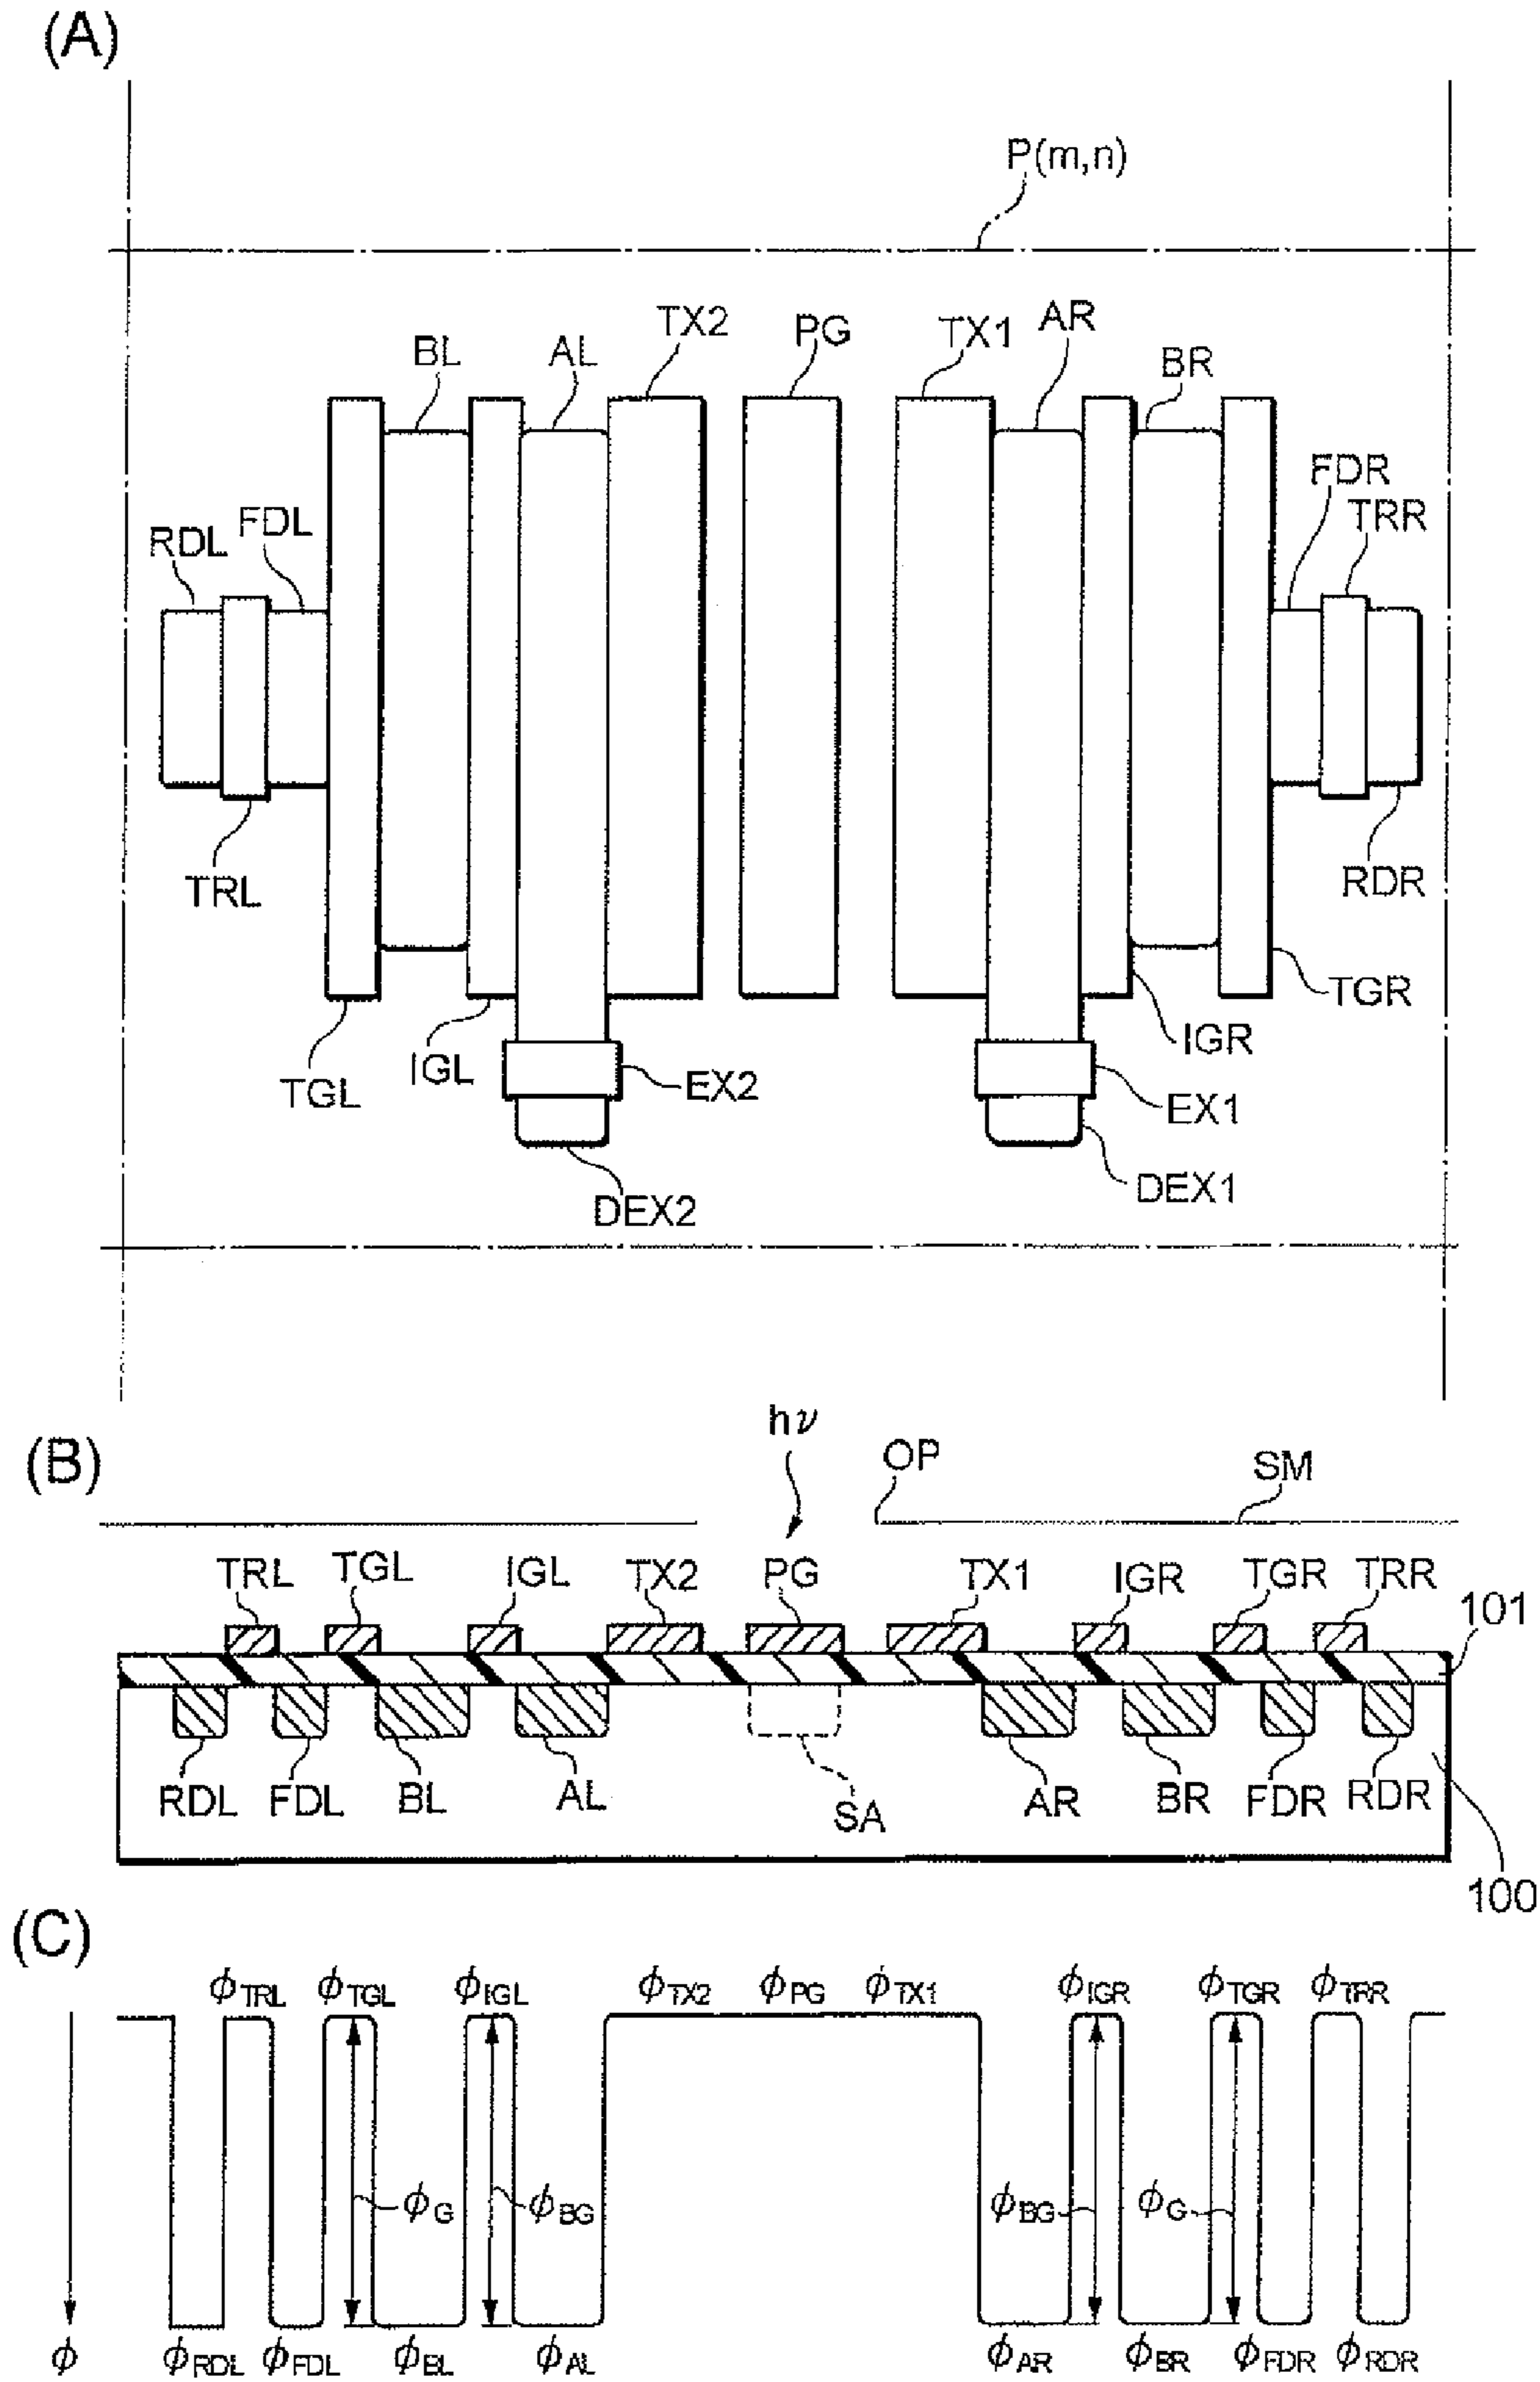 (A)
P(m,n)
TX2 PG TX1 AR
BL AL BR
FDR
RDL FDL TRR
TRL RDR
TGR
TGL IGL EX2 IGR
EX1
DEX2 DEX1
hν
(B) OP SM
TRL TGL IGL TX2 PG TX1 IGR TGR TRR
101
RDL FDL BL AL SA AR BR FDR RDR
100
(C)
ϕTRL ϕTGL ϕIGL ϕTX2 ϕPG ϕTX1 ϕIGR ϕTGR ϕTRR
ϕG ϕBG ϕBG ϕG
ϕ ϕRDL ϕFDL ϕBL ϕAL ϕAR ϕBR ϕFDR ϕRDR